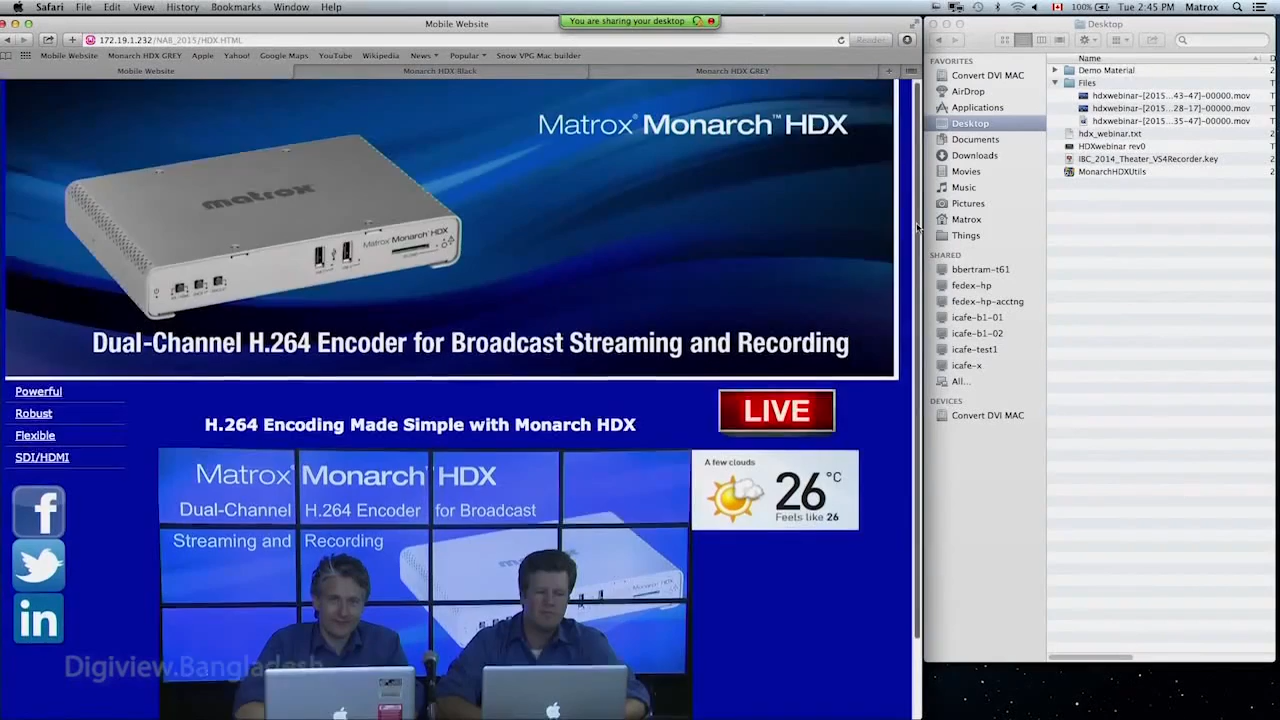 Safari File Edit View History Bookmarks Window Help
100% Tue 2:45 PM Matrox
Mobile Website
You are sharing your desktop
172.19.1.232/NAB_2015/HDX.HTML
Reader
Mobile Website Monarch HDX GREY Apple Yahoo! Google Maps YouTube Wikipedia News Popular Snow VPG Mac builder
Mobile Website Monarch HDX Black Monarch HDX GREY
Matrox® Monarch™ HDX
matrox
Matrox Monarch HDX
Dual-Channel H.264 Encoder for Broadcast Streaming and Recording
Powerful
Robust
Flexible
SDI/HDMI
H.264 Encoding Made Simple with Monarch HDX
LIVE
A few clouds
26 °C
Feels like 26
Matrox Monarch HDX
Dual-Channel H.264 Encoder for Broadcast
Streaming and Recording
f
in
Digiview.Bangladesh
Desktop
FAVORITES
Convert DVI MAC
AirDrop
Applications
Desktop
Documents
Downloads
Movies
Music
Pictures
Matrox
Things
SHARED
bbertram-t61
fedex-hp
fedex-hp-acctng
icafe-b1-01
icafe-b1-02
icafe-test1
icafe-x
All...
DEVICES
Convert DVI MAC
Name
Demo Material
Files
hdxwebinar-[2015...43-47]-00000.mov
hdxwebinar-[2015...28-17]-00000.mov
hdxwebinar-[2015...35-47]-00000.mov
hdx_webinar.txt
HDXwebinar rev0
IBC_2014_Theater_VS4Recorder.key
MonarchHDXUtils